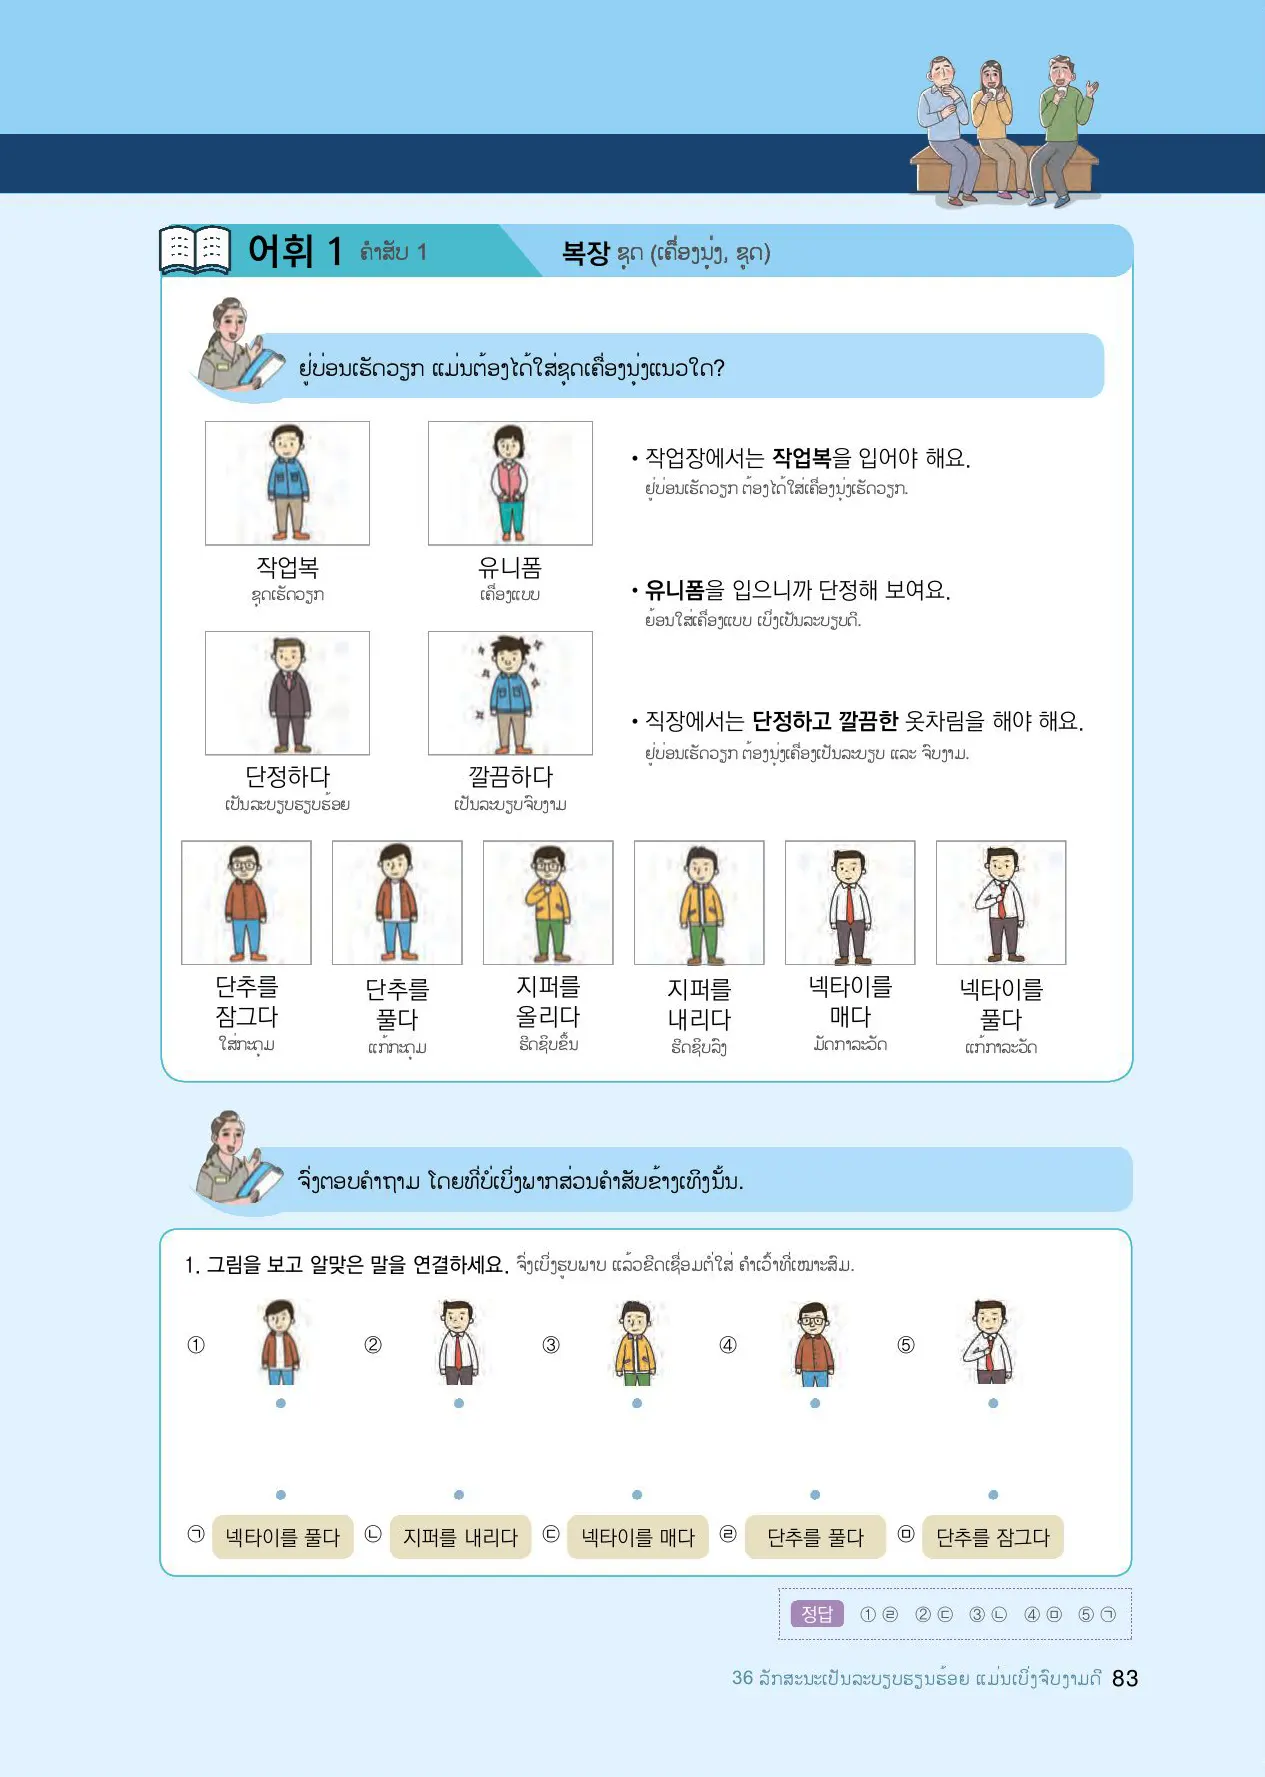 어휘 1 ຄຳສັບ 1
복장 ຊຸດ (ເຄື່ອງນຸ່ງ, ຊຸດ)
ຢູ່ບ່ອນເຮັດວຽກ ແມ່ນຕ້ອງໄດ້ໃສ່ຊຸດເຄື່ອງນຸ່ງແນວໃດ?
작업복
ຊຸດເຮັດວຽກ
유니폼
ເຄື່ອງແບບ
• 작업장에서는 작업복을 입어야 해요.
ຢູ່ບ່ອນເຮັດວຽກ ຕ້ອງໄດ້ໃສ່ເຄື່ອງນຸ່ງເຮັດວຽກ.
• 유니폼을 입으니까 단정해 보여요.
ຍ້ອນໃສ່ເຄື່ອງແບບ ເບິ່ງເປັນລະບຽບດີ.
단정하다
ເປັນລະບຽບຮຽບຮ້ອຍ
깔끔하다
ເປັນລະບຽບຈົບງາມ
• 직장에서는 단정하고 깔끔한 옷차림을 해야 해요.
ຢູ່ບ່ອນເຮັດວຽກ ຕ້ອງນຸ່ງເຄື່ອງເປັນລະບຽບ ແລະ ຈົບງາມ.
단추를
잠그다
ໃສ່ກະດຸມ
단추를
풀다
ແກ້ກະດຸມ
지퍼를
올리다
ຮິດຊິບຂຶ້ນ
지퍼를
내리다
ຮິດຊິບລົງ
넥타이를
매다
ມັດກາລະວັດ
넥타이를
풀다
ແກ້ກາລະວັດ
ຈົ່ງຕອບຄຳຖາມ ໂດຍທີ່ບໍ່ເບິ່ງພາກສ່ວນຄຳສັບຂ້າງເທິງນັ້ນ.
1. 그림을 보고 알맞은 말을 연결하세요. ຈົ່ງເບິ່ງຮູບພາບ ແລ້ວຂີດເຊື່ອມຕໍ່ໃສ່ ຄຳເວົ້າທີ່ເໝາະສົມ.
① ② ③ ④ ⑤
㉠ 넥타이를 풀다 ㉡ 지퍼를 내리다 ㉢ 넥타이를 매다 ㉣ 단추를 풀다 ㉤ 단추를 잠그다
정답 ①㉣ ②㉢ ③㉡ ④㉤ ⑤㉠
36 ລັກສະນະເປັນລະບຽບຮຽນຮ້ອຍ ແມ່ນເບິ່ງຈົບງາມດີ 83